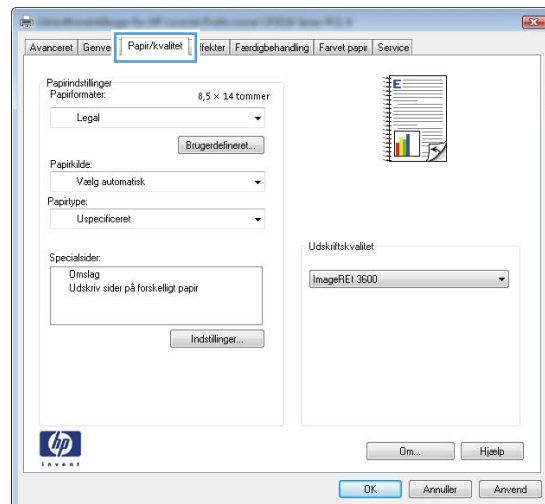 Avanceret Genve Papir/kvalitet ffekter Færdigbehandling Farvet papir Service
Papirindstillinger
Papirformater: 8,5 × 14 tommer
Legal
Brugerdefineret...
Papirkilde:
Vælg automatisk
Papirtype:
Uspecificeret
Specialsider:
Omslag
Udskriv sider på forskelligt papir
Indstillinger...
E
Udskriftskvalitet
ImageREt 3600
hp
invent
Om... Hjælp
OK Annuller Anvend